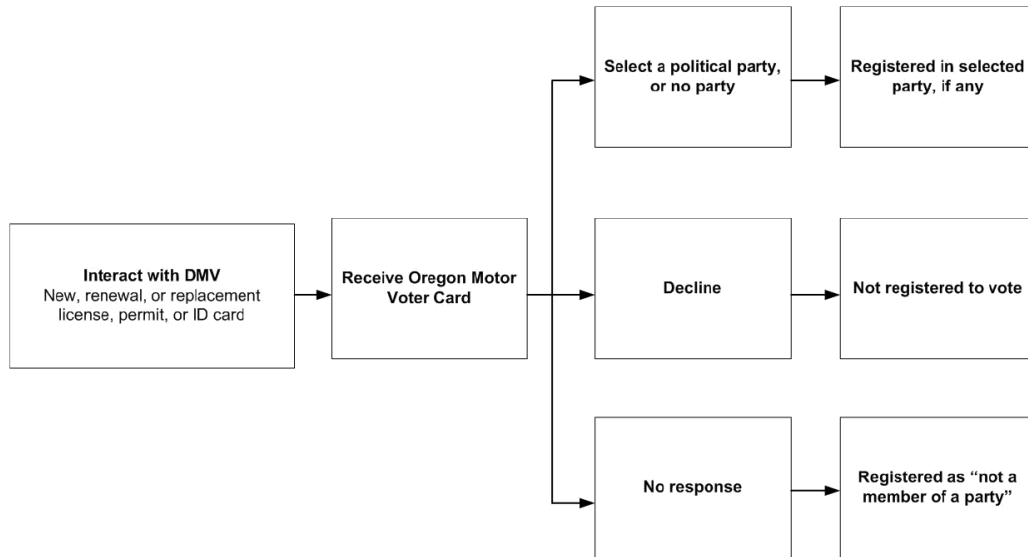 Interact with DMV
New, renewal, or replacement
license, permit, or ID card
Receive Oregon Motor
Voter Card
Select a political party,
or no party
Registered in selected
party, if any
Decline
Not registered to vote
No response
Registered as “not a
member of a party”